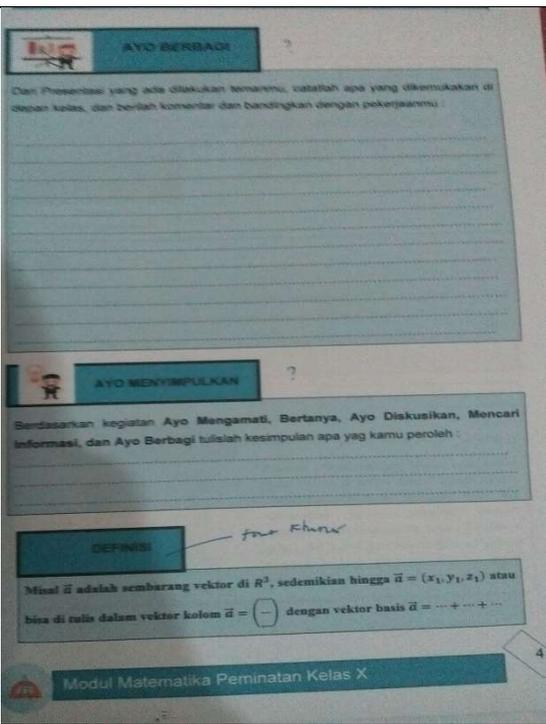 AYO BERBAGI
?
Dari Presentasi yang ada dilakukan temanmu, catatlah apa yang dikemukakan di
depan kelas, dan berilah komentar dan bandingkan dengan pekerjaanmu :
AYO MENYIMPULKAN
?
Berdasarkan kegiatan Ayo Mengamati, Bertanya, Ayo Diskusikan, Mencari
Informasi, dan Ayo Berbagi tulislah kesimpulan apa yag kamu peroleh :
DEFINISI
Misal a⃗ adalah sembarang vektor di R³, sedemikian hingga a⃗ = (x₁, y₁, z₁) atau
bisa di tulis dalam vektor kolom a⃗ = (···) dengan vektor basis a⃗ = ··· + ··· + ···
4
Modul Matematika Peminatan Kelas X